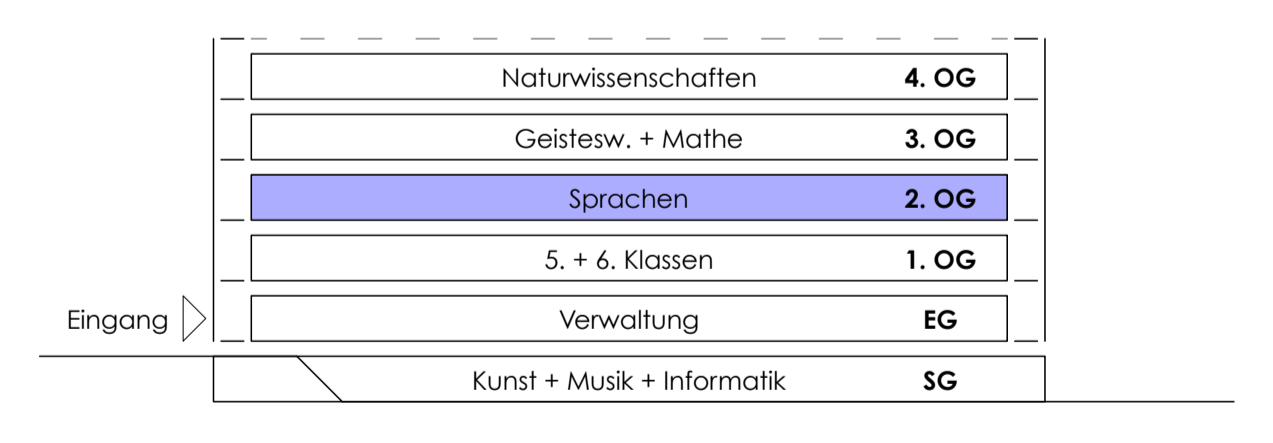 Naturwissenschaften 4. OG
Geistesw. + Mathe 3. OG
Sprachen 2. OG
5. + 6. Klassen 1. OG
Eingang Verwaltung EG
Kunst + Musik + Informatik SG